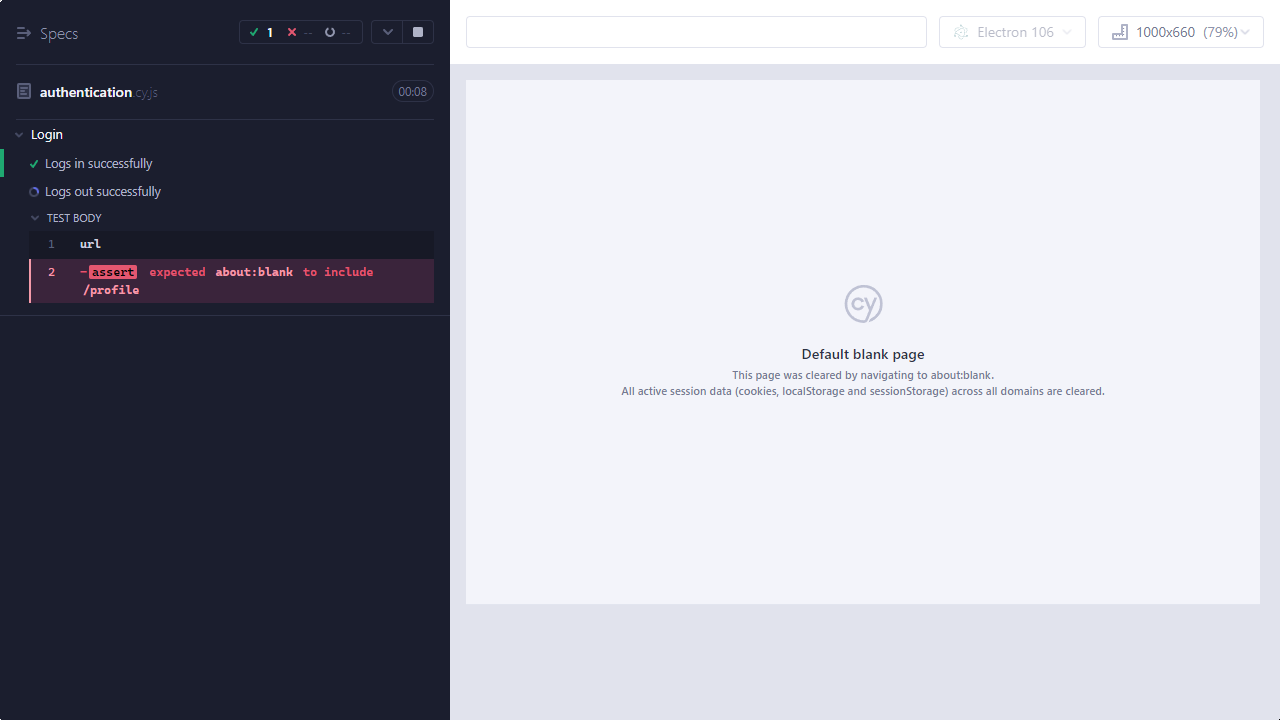 Specs
1 -- --
authentication.cy.js
00:08
Login
Logs in successfully
Logs out successfully
TEST BODY
1 url
2 -assert expected about:blank to include
/profile
Electron 106
1000x660 (79%)
cy
Default blank page
This page was cleared by navigating to about:blank.
All active session data (cookies, localStorage and sessionStorage) across all domains are cleared.